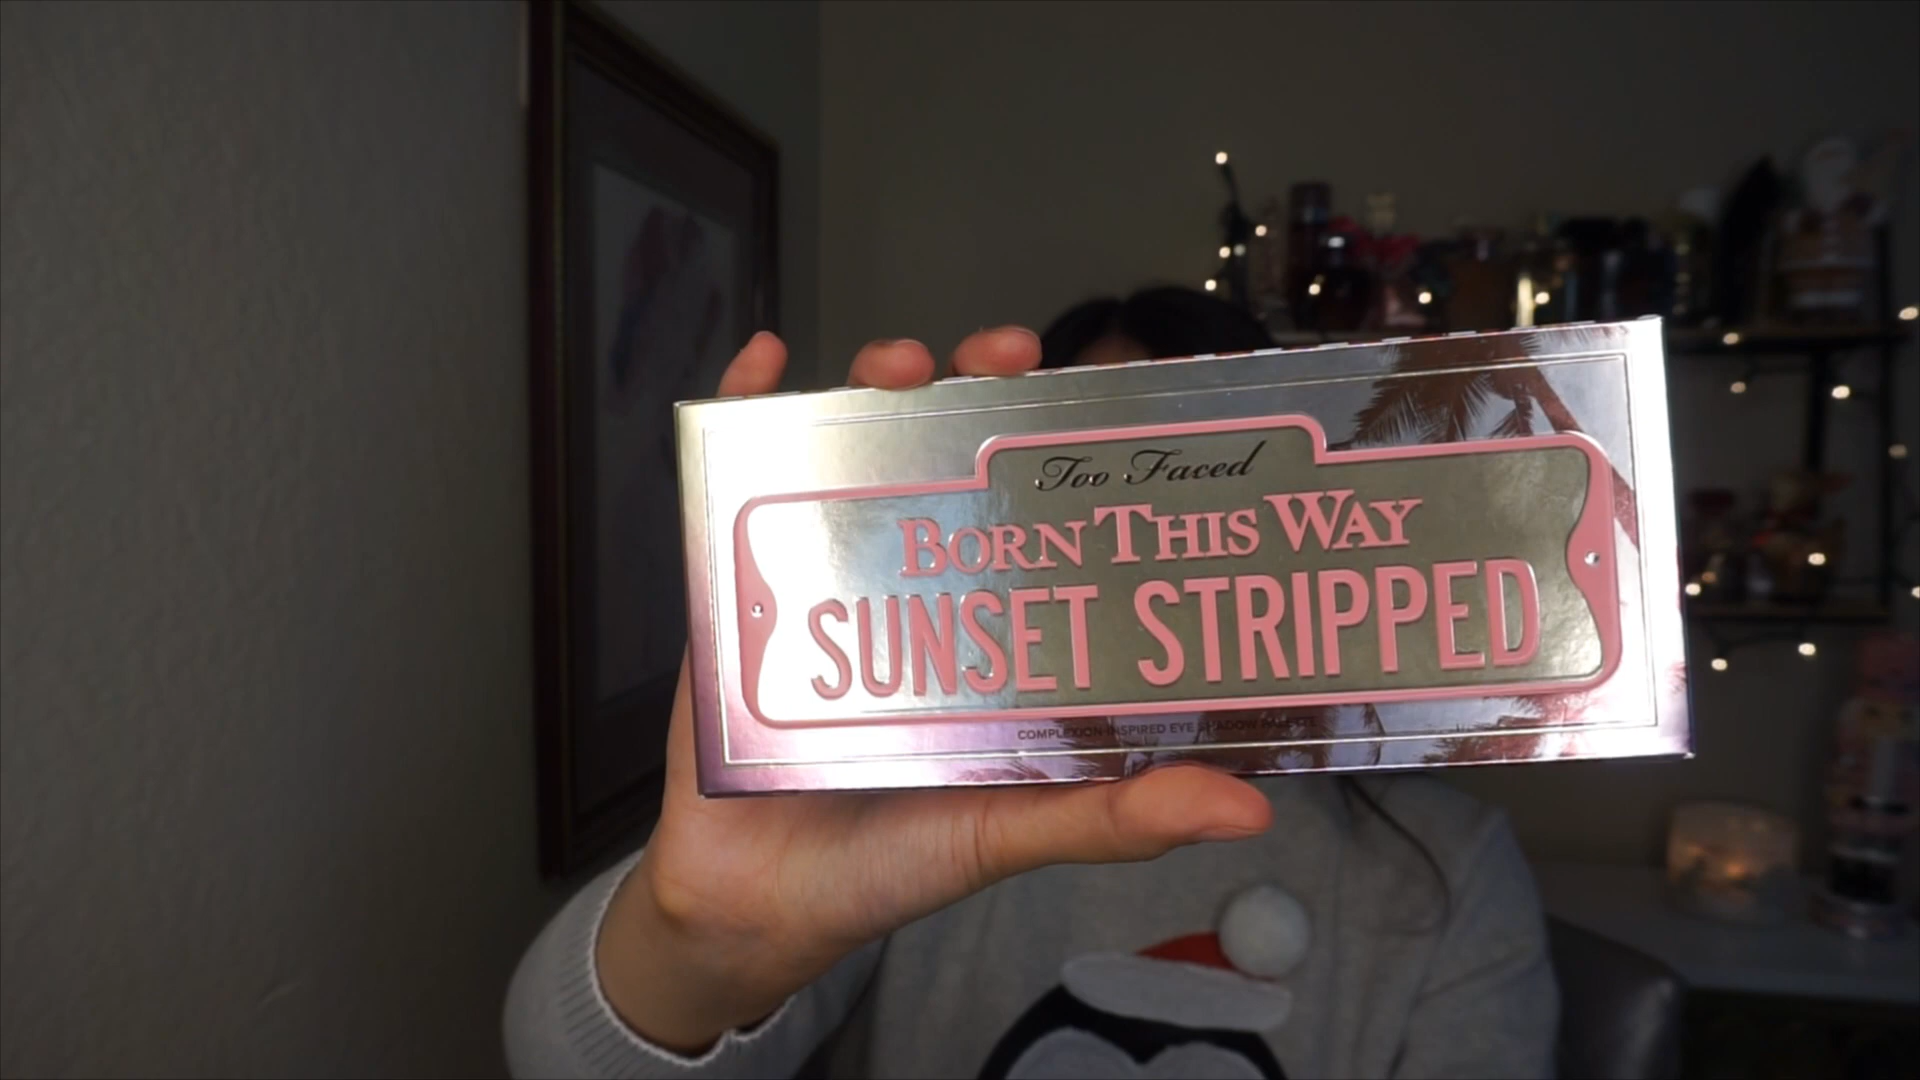 Too Faced
BORN THIS WAY
SUNSET STRIPPED
COMPLEXION-INSPIRED EYE SHADOW PALETTE